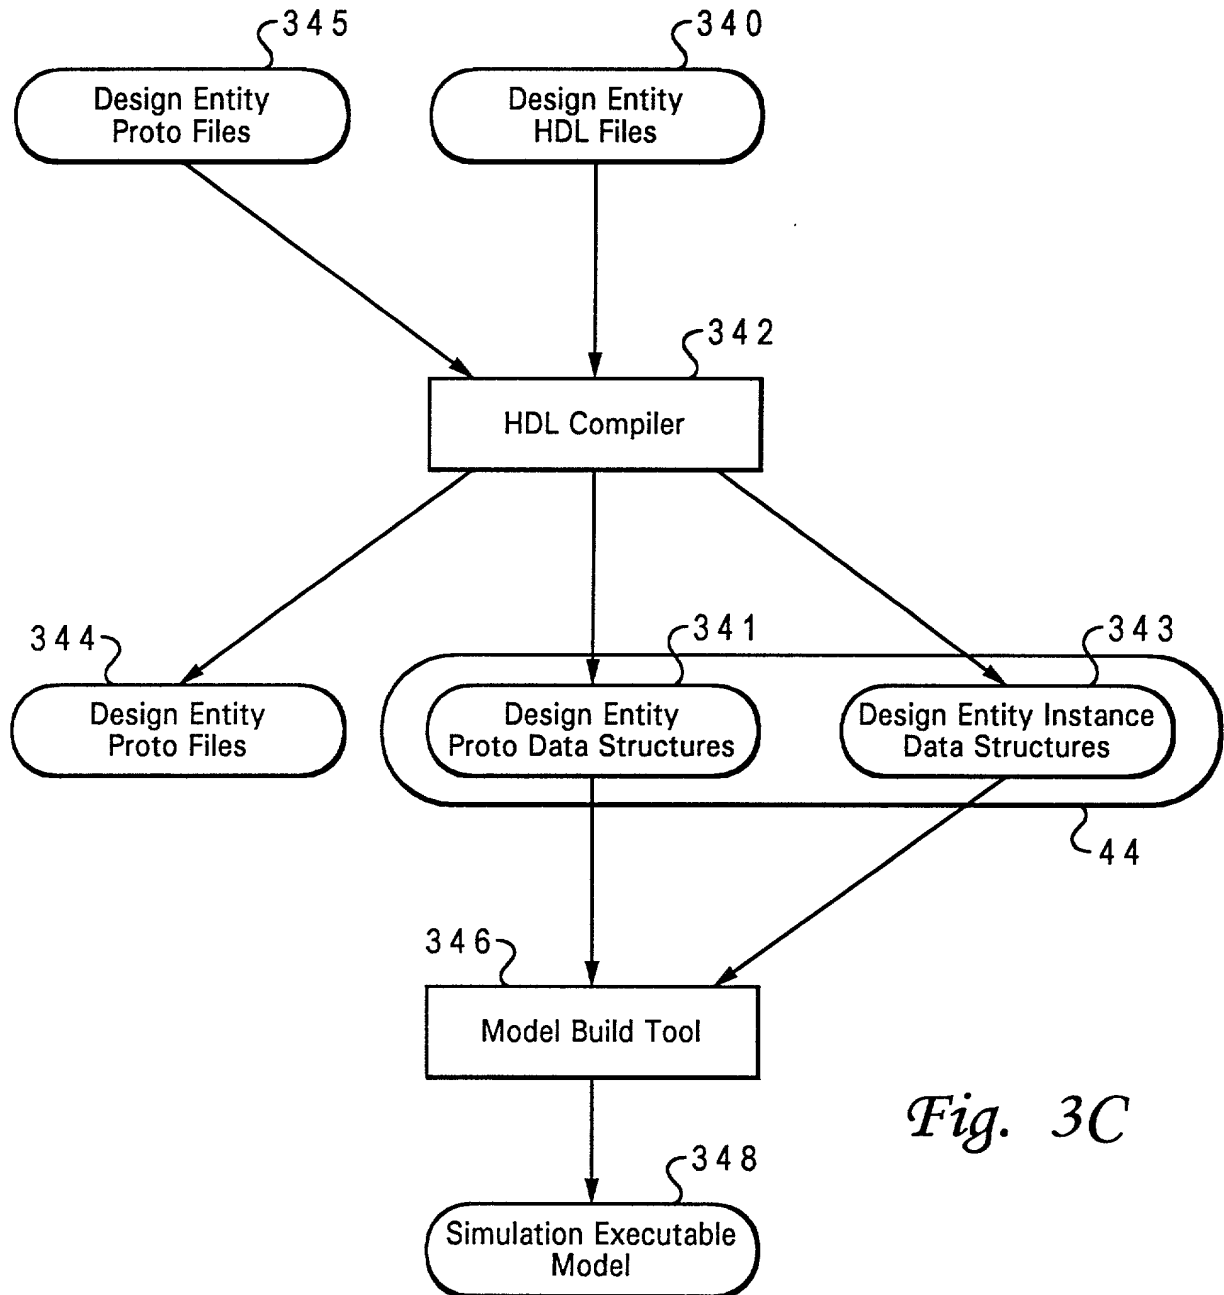 345
340
Design Entity
Proto Files
Design Entity
HDL Files
342
HDL Compiler
344
341
343
Design Entity
Proto Files
Design Entity
Proto Data Structures
Design Entity Instance
Data Structures
44
346
Model Build Tool
Fig. 3C
348
Simulation Executable
Model